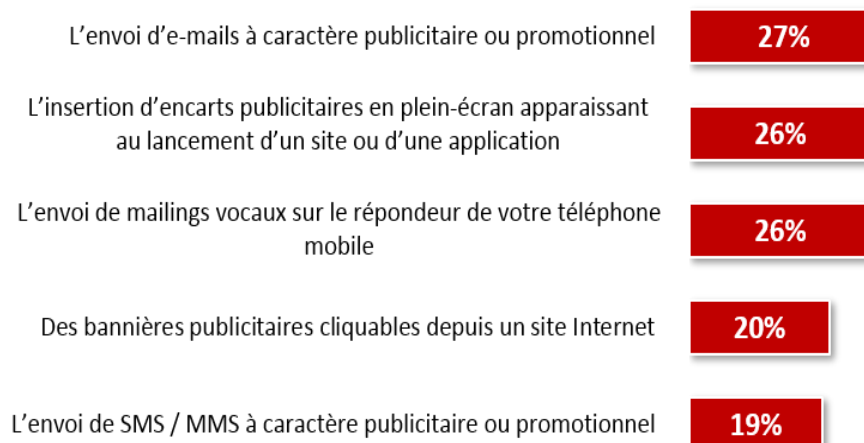 L'envoi d'e-mails à caractère publicitaire ou promotionnel
27%
L'insertion d'encarts publicitaires en plein-écran apparaissant
au lancement d'un site ou d'une application
26%
L'envoi de mailings vocaux sur le répondeur de votre téléphone
mobile
26%
Des bannières publicitaires cliquables depuis un site Internet
20%
L'envoi de SMS / MMS à caractère publicitaire ou promotionnel
19%